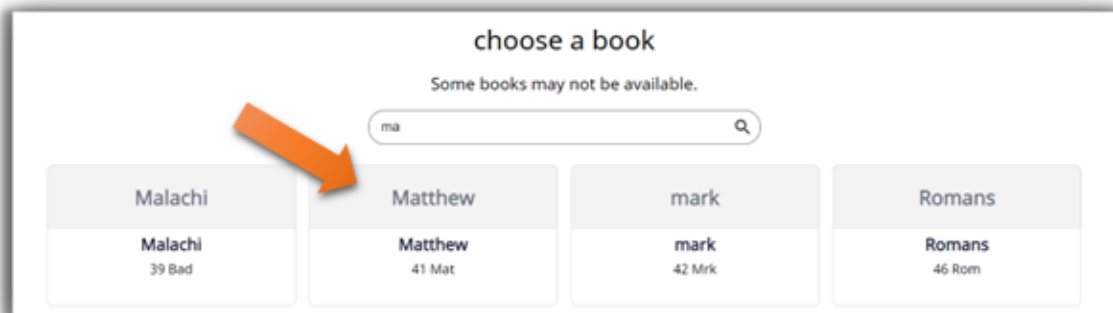 choose a book
Some books may not be available.
ma
Malachi Matthew mark Romans
Malachi Matthew mark Romans
39 Bad 41 Mat 42 Mrk 46 Rom